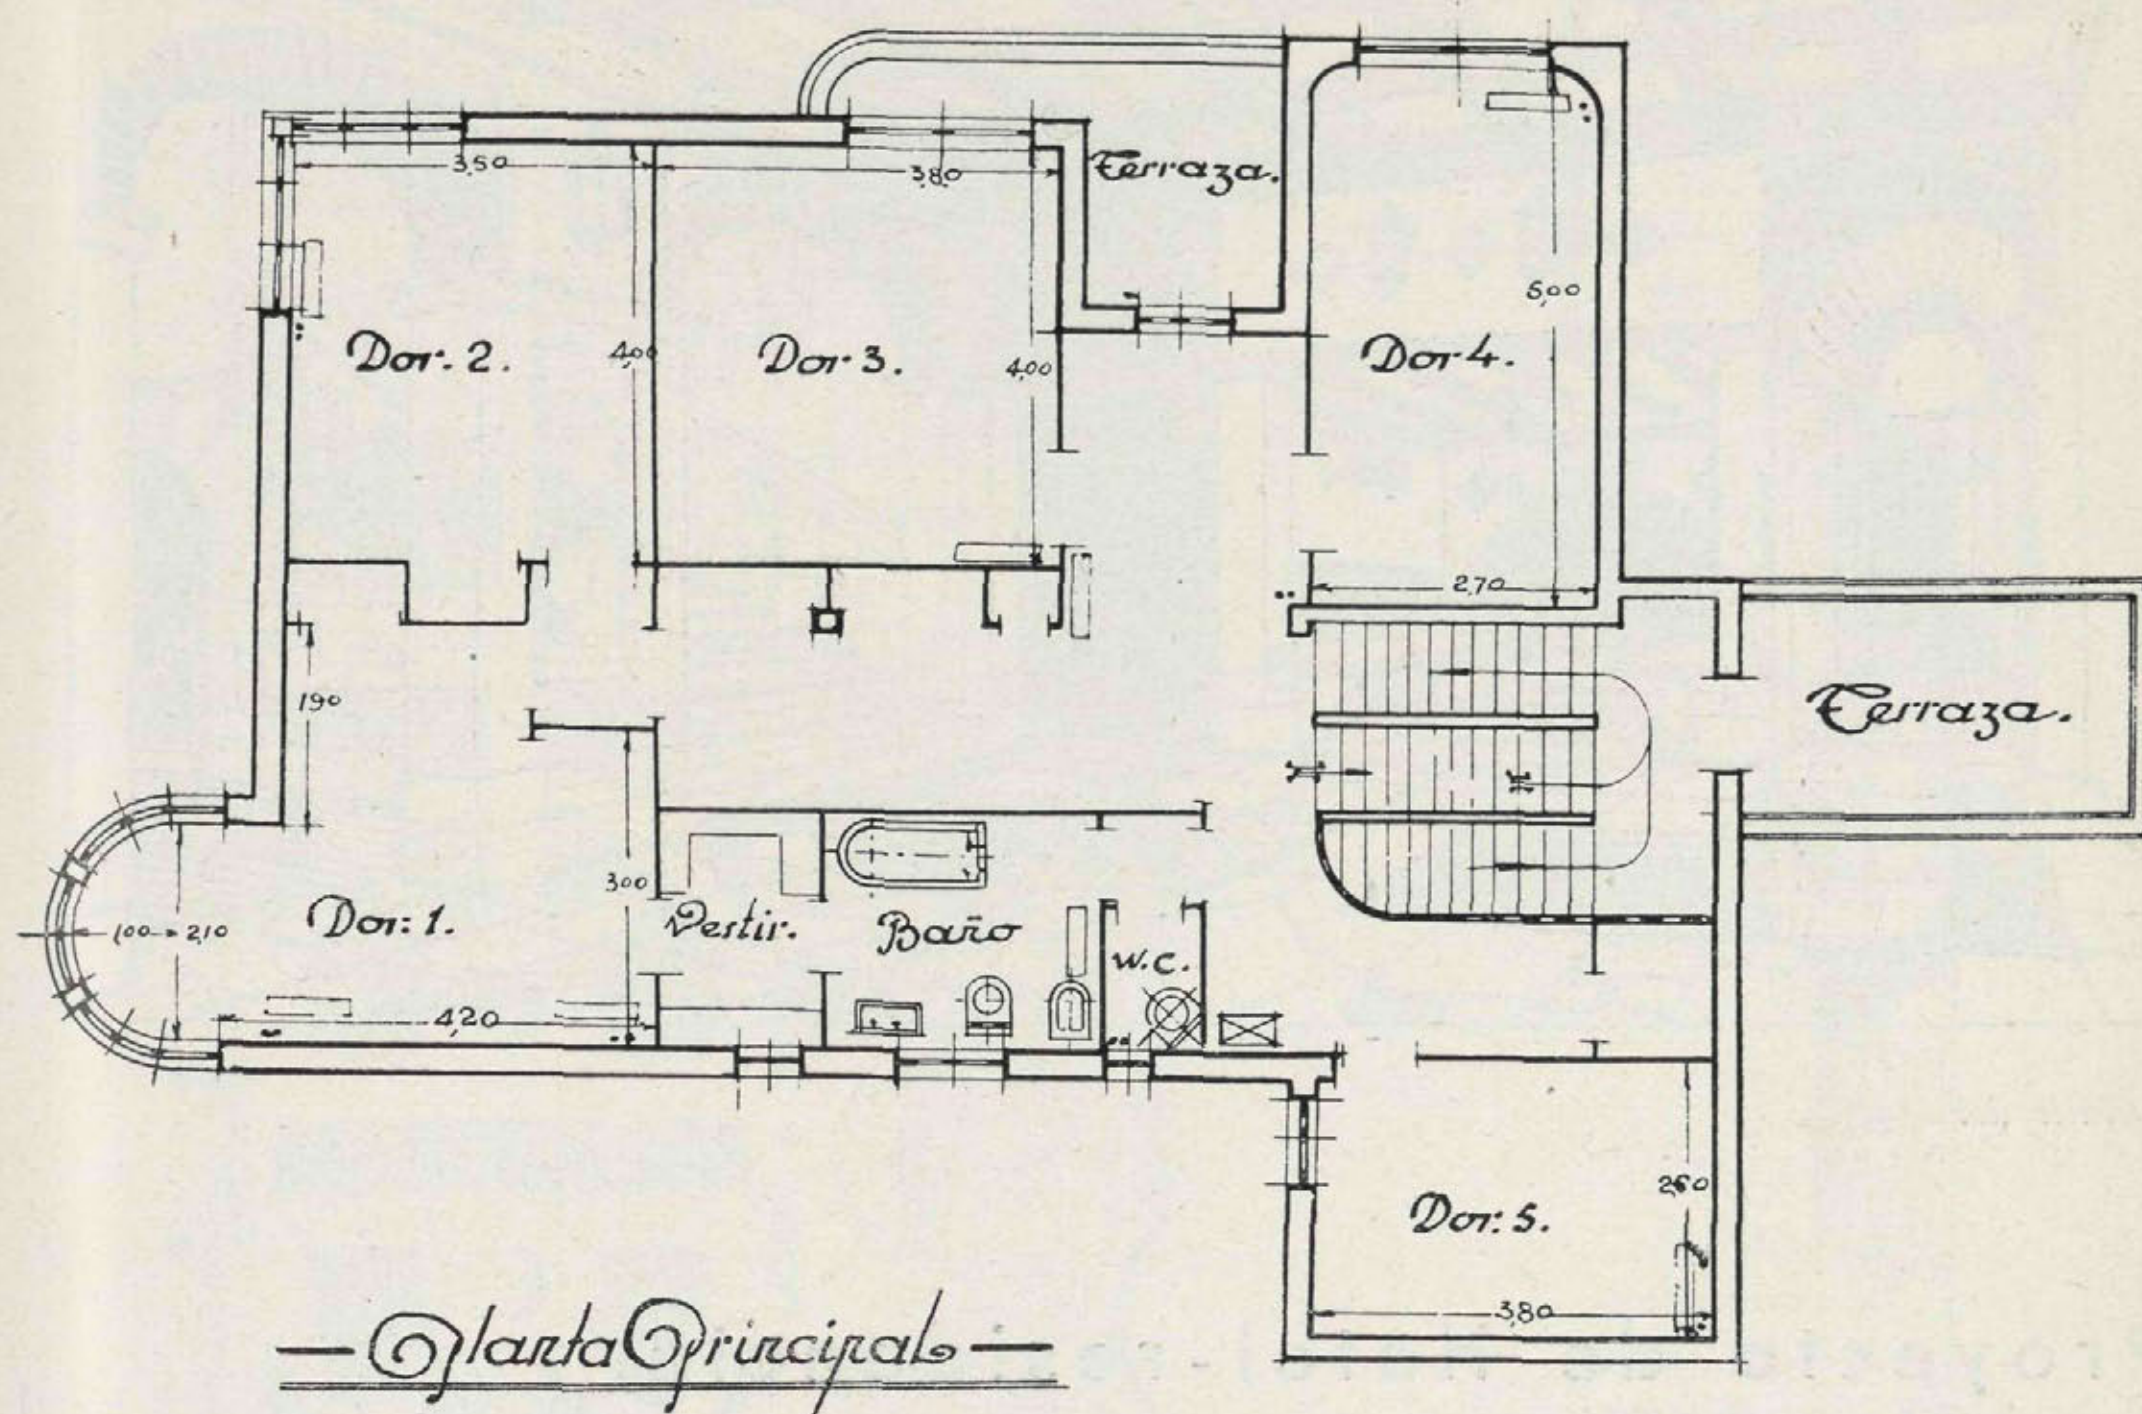 Terraza.
3,50
3,80
5,00
Dor. 2.
4,00
Dor 3.
4,00
Dor 4.
2,70
1,90
Terraza.
3,00
Dor: 1.
1,00
2,10
Vestir.
Baño
W.C.
4,20
2,60
Dor: 5.
3,80
— Planta Principal —